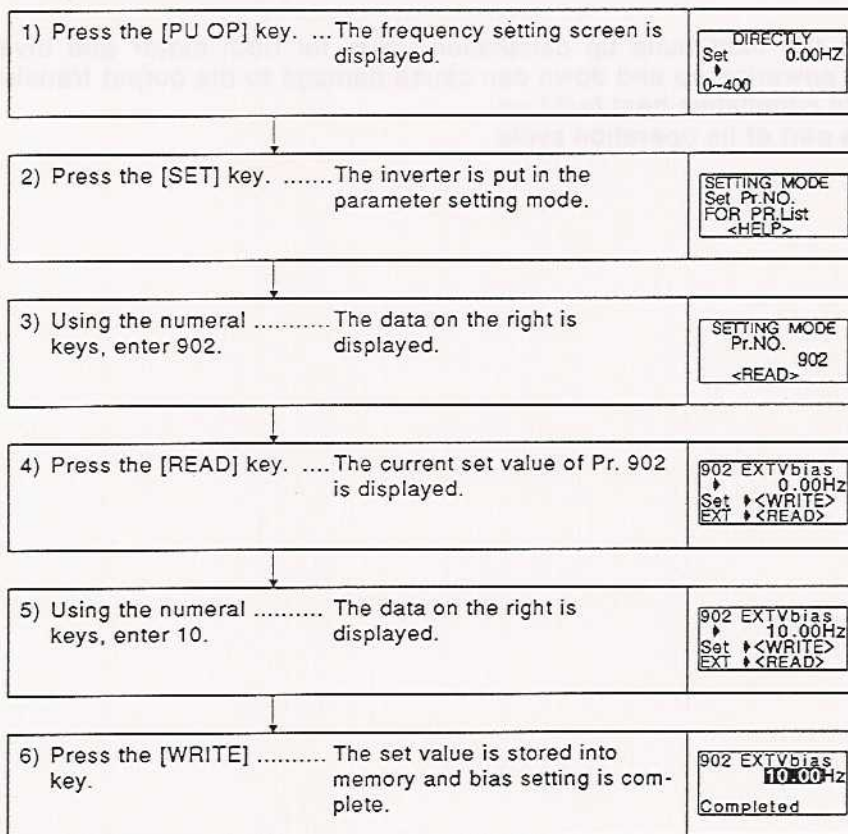 1) Press the [PU OP] key. ...The frequency setting screen is
displayed.
DIRECTLY
Set 0.00HZ
0~400
2) Press the [SET] key. .......The inverter is put in the
parameter setting mode.
SETTING MODE
Set Pr.NO.
FOR PR.List
<HELP>
3) Using the numeral ...........The data on the right is
keys, enter 902. displayed.
SETTING MODE
Pr.NO.
902
<READ>
4) Press the [READ] key. ....The current set value of Pr. 902
is displayed.
902 EXTVbias
0.00Hz
Set <WRITE>
EXT <READ>
5) Using the numeral .......... The data on the right is
keys, enter 10. displayed.
902 EXTVbias
10.00Hz
Set <WRITE>
EXT <READ>
6) Press the [WRITE] .......... The set value is stored into
key. memory and bias setting is com-
plete.
902 EXTVbias
10.00Hz
Completed